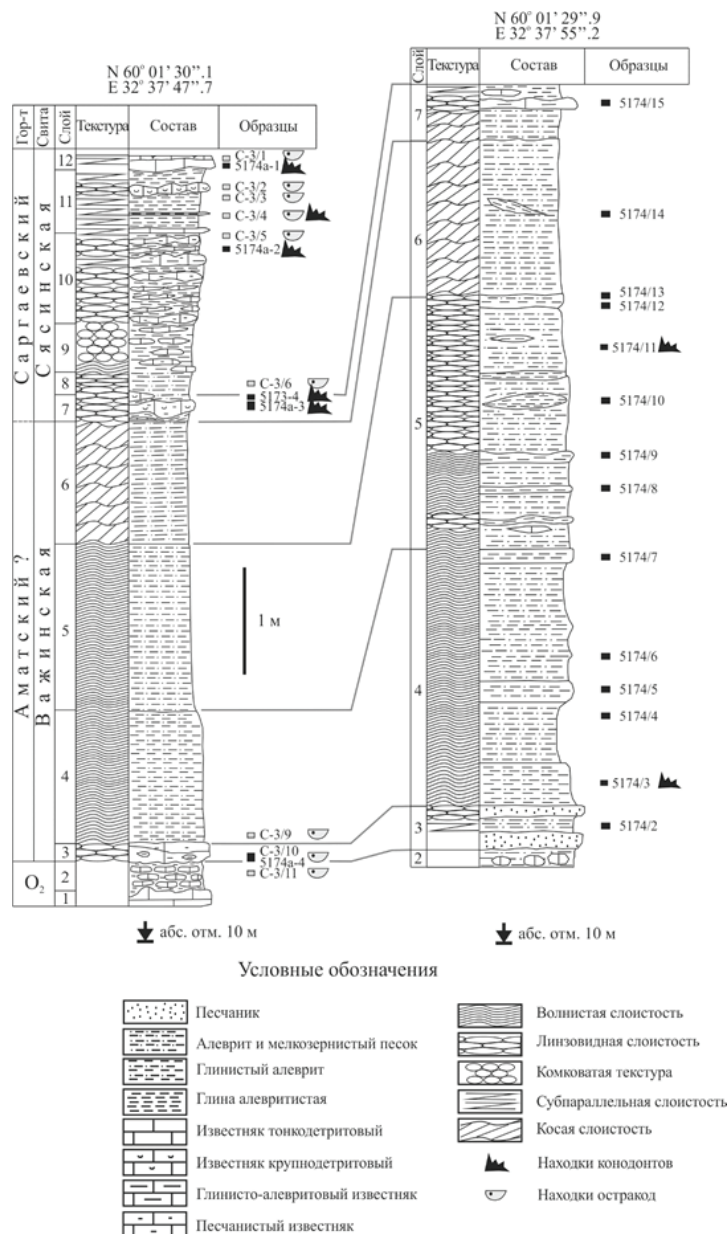 N 60° 01' 30".1
E 32° 37' 47".7
Гор-т
Свита
Слой
Текстура
Состав
Образцы
Саргаевский
Сясинская
Аматский ?
Важинская
O2
12
11
10
9
8
7
6
5
4
3
2
1
С-3/1
5174а-1
С-3/2
С-3/3
С-3/4
С-3/5
5174а-2
С-3/6
5173-4
5174а-3
1 м
С-3/9
С-3/10
5174а-4
С-3/11
абс. отм. 10 м
N 60° 01' 29".9
E 32° 37' 55".2
Слой
Текстура
Состав
Образцы
7
6
5
4
3
2
5174/15
5174/14
5174/13
5174/12
5174/11
5174/10
5174/9
5174/8
5174/7
5174/6
5174/5
5174/4
5174/3
5174/2
абс. отм. 10 м
Условные обозначения
Песчаник
Алеврит и мелкозернистый песок
Глинистый алеврит
Глина алевритистая
Известняк тонкодетритовый
Известняк крупнодетритовый
Глинисто-алевритовый известняк
Песчанистый известняк
Волнистая слоистость
Линзовидная слоистость
Комковатая текстура
Субпараллельная слоистость
Косая слоистость
Находки конодонтов
Находки остракод